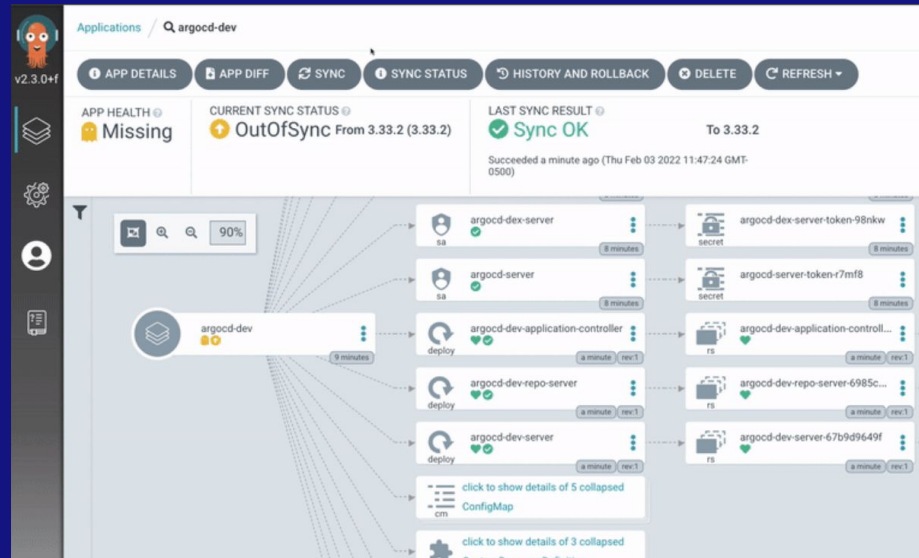 Applications / argocd-dev
v2.3.0+f
APP DETAILS
APP DIFF
SYNC
SYNC STATUS
HISTORY AND ROLLBACK
DELETE
REFRESH
APP HEALTH
Missing
CURRENT SYNC STATUS
OutOfSync From 3.33.2 (3.33.2)
LAST SYNC RESULT
Sync OK To 3.33.2
Succeeded a minute ago (Thu Feb 03 2022 11:47:24 GMT-
0500)
90%
argocd-dev
9 minutes
argocd-dex-server
sa
8 minutes
argocd-dex-server-token-98nkw
secret
8 minutes
argocd-server
sa
8 minutes
argocd-server-token-r7mf8
secret
8 minutes
argocd-dev-application-controller
deploy
a minute rev:1
argocd-dev-application-controll...
rs
a minute rev:1
argocd-dev-repo-server
deploy
a minute rev:1
argocd-dev-repo-server-6985c...
rs
a minute rev:1
argocd-dev-server
deploy
a minute rev:1
argocd-dev-server-67b9d9649f
rs
a minute rev:1
click to show details of 5 collapsed
ConfigMap
cm
click to show details of 3 collapsed